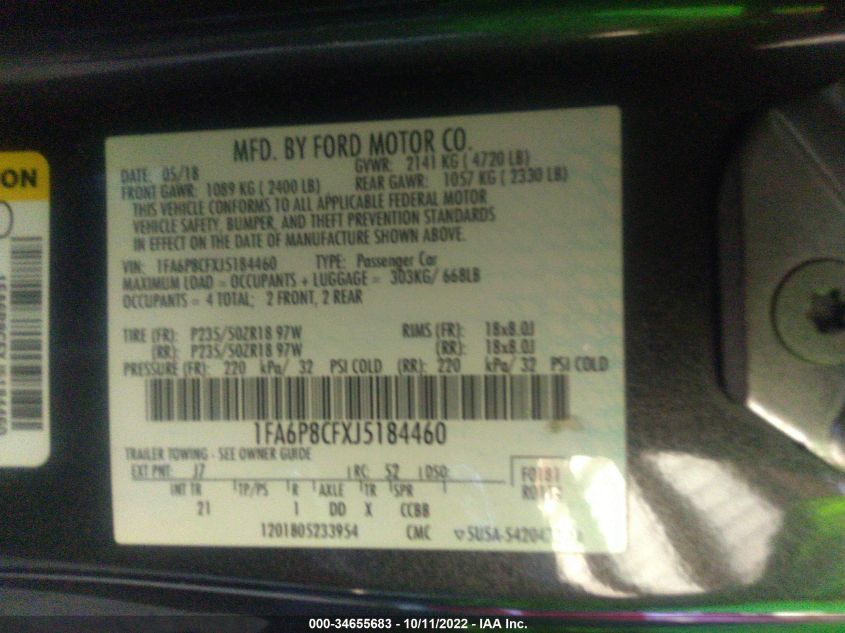 MFD. BY FORD MOTOR CO.
DATE: 05/18 GVWR: 2141 KG ( 4720 LB)
FRONT GAWR: 1089 KG ( 2400 LB) REAR GAWR: 1057 KG ( 2330 LB)
THIS VEHICLE CONFORMS TO ALL APPLICABLE FEDERAL MOTOR
VEHICLE SAFETY, BUMPER, AND THEFT PREVENTION STANDARDS
IN EFFECT ON THE DATE OF MANUFACTURE SHOWN ABOVE.
VIN: 1FA6P8CFXJ5184460 TYPE: Passenger Car
MAXIMUM LOAD = OCCUPANTS + LUGGAGE = 303KG/ 668LB
OCCUPANTS = 4 TOTAL; 2 FRONT, 2 REAR
TIRE (FR): P235/50ZR18 97W RIMS (FR): 18x8.0J
(RR): P235/50ZR18 97W (RR): 18x8.0J
PRESSURE (FR): 220 kPa/ 32 PSI COLD (RR): 220 kPa/ 32 PSI COLD
1FA6P8CFXJ5184460
TRAILER TOWING - SEE OWNER GUIDE
EXT PNT: J7 RC: 52 DSO: F0181
INT TR TP/PS R AXLE TR SPR
21 I DD X CCBB
1201805233954 CMC
ON
1FA6P8CFXJ5184460
000-34655683 - 10/11/2022 - IAA Inc.